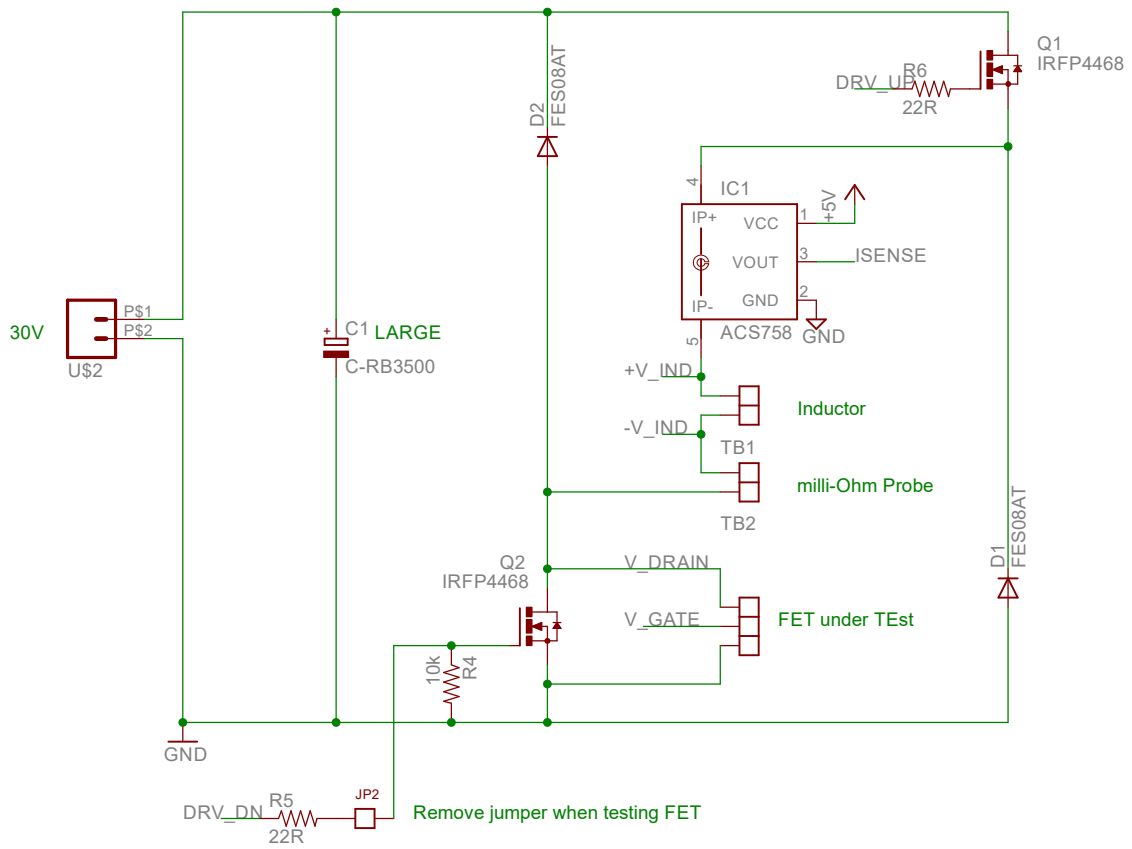 Q1
IRFP4468
R6
DRV_UP
22R
D2
FES08AT
4
IC1
IP+
VCC
1
+5V
VOUT
3
ISENSE
GND
2
IP-
5
ACS758
GND
30V
P$1
P$2
U$2
+
C1
LARGE
C-RB3500
+V_IND
Inductor
-V_IND
TB1
milli-Ohm Probe
TB2
D1
FES08AT
Q2
IRFP4468
V_DRAIN
V_GATE
FET under TEst
10k
R4
GND
DRV_DN
R5
22R
JP2
Remove jumper when testing FET